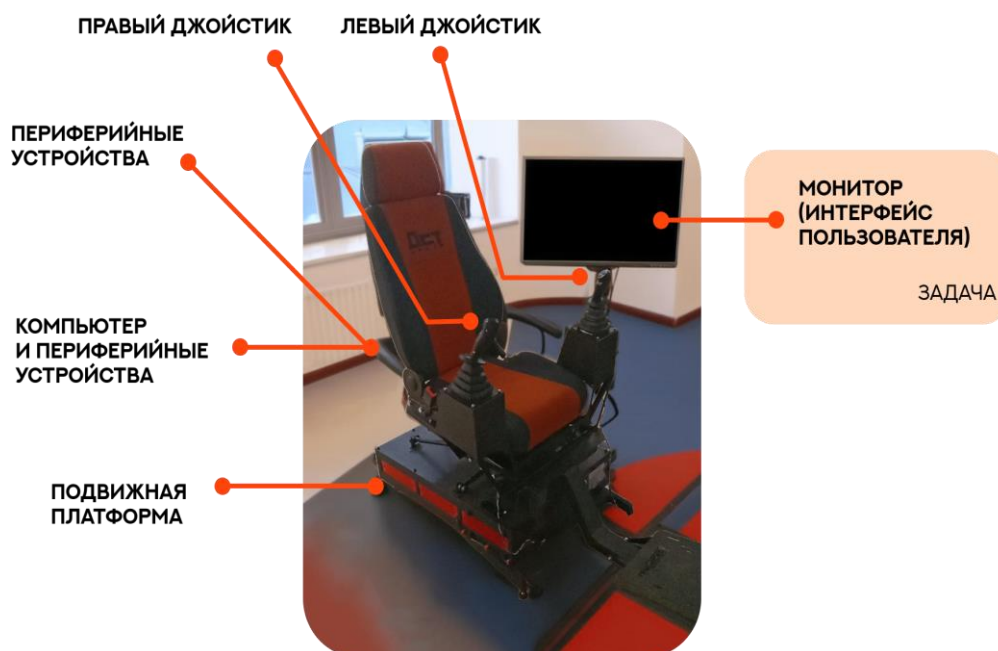 ПРАВЫЙ ДЖОЙСТИК
ЛЕВЫЙ ДЖОЙСТИК
ПЕРИФЕРИЙНЫЕ
УСТРОЙСТВА
МОНИТОР
(ИНТЕРФЕЙС
ПОЛЬЗОВАТЕЛЯ)
ЗАДАЧА
КОМПЬЮТЕР
И ПЕРИФЕРИЙНЫЕ
УСТРОЙСТВА
ПОДВИЖНАЯ
ПЛАТФОРМА